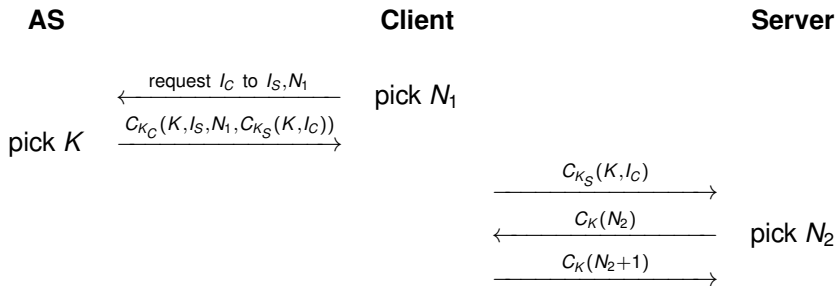 AS Client Server
request I_C to I_S,N_1
pick N_1
C_{K_C}(K,I_S,N_1,C_{K_S}(K,I_C))
pick K
C_{K_S}(K,I_C)
C_K(N_2)
pick N_2
C_K(N_2+1)